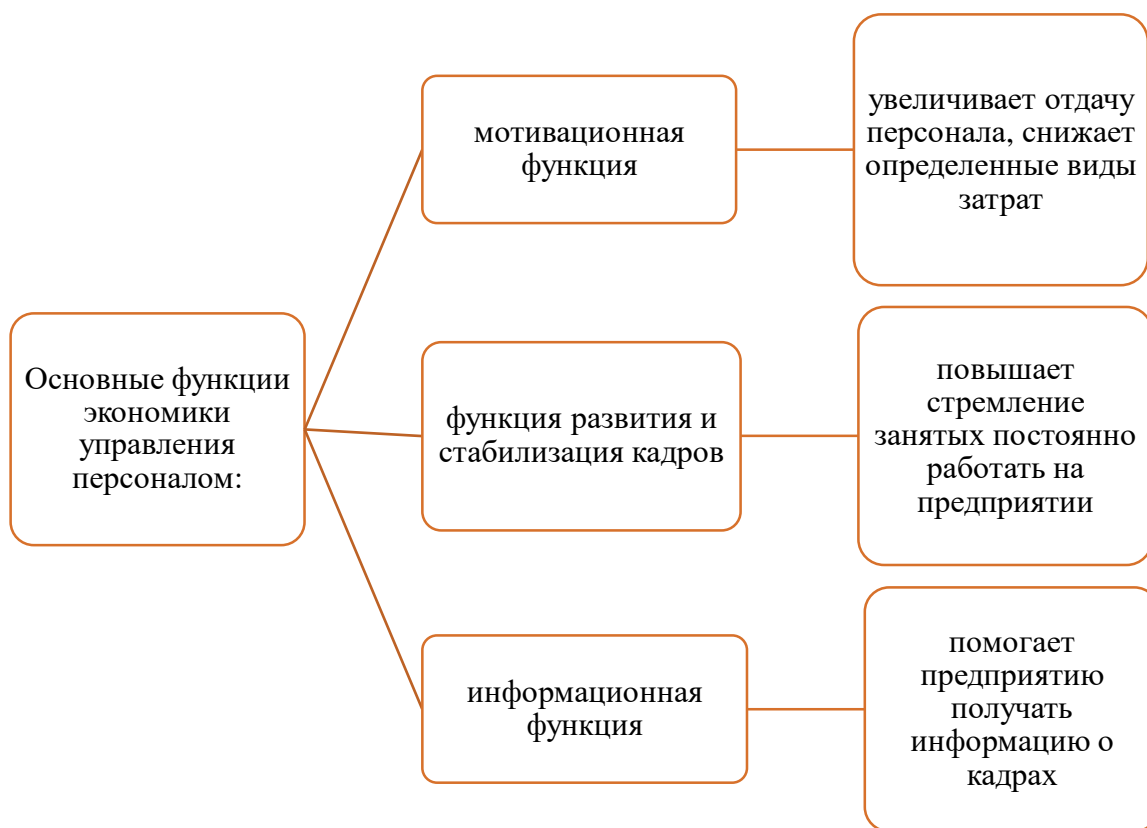 Основные функции
экономики
управления
персоналом:
мотивационная
функция
увеличивает отдачу
персонала, снижает
определенные виды
затрат
функция развития и
стабилизация кадров
повышает
стремление
занятых постоянно
работать на
предприятии
информационная
функция
помогает
предприятию
получать
информацию о
кадрах